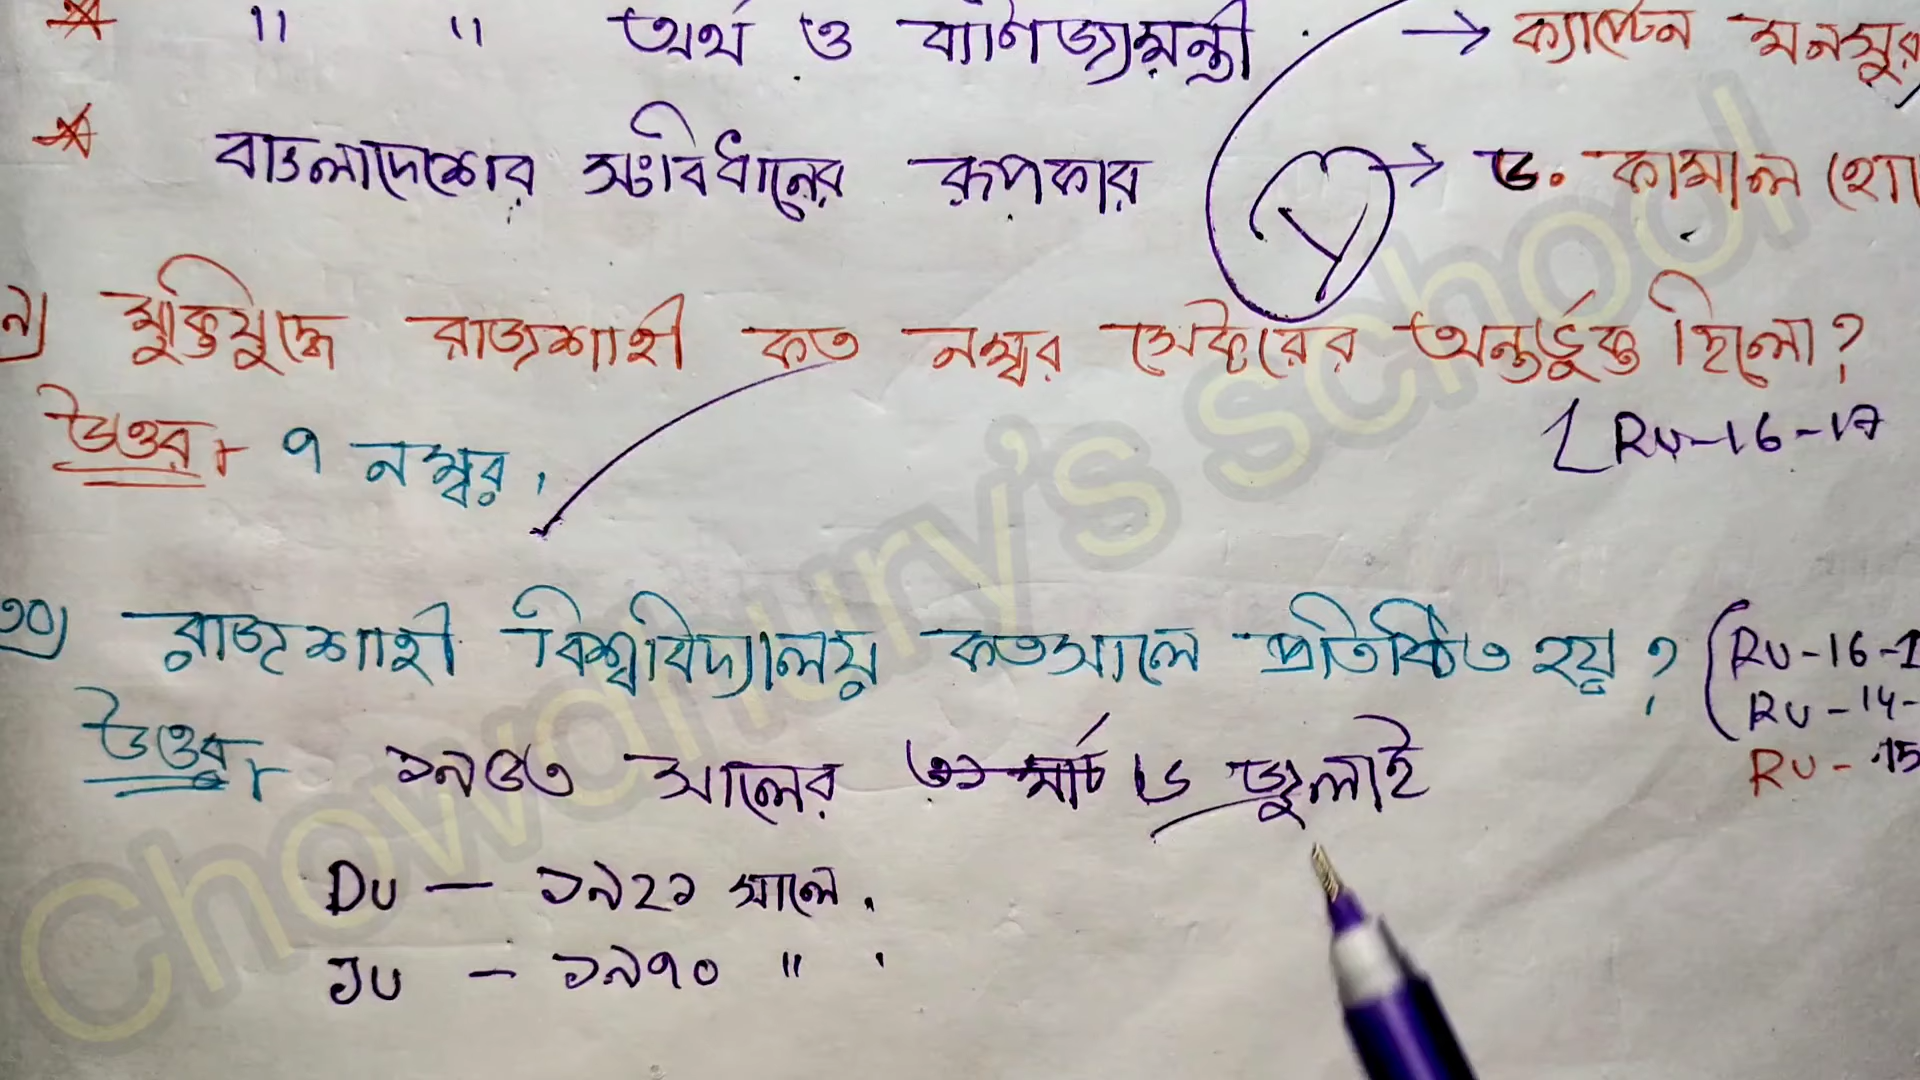 " " অর্থ ও বাণিজ্যমন্ত্রী → ক্যাপ্টেন মনসুর
বাংলাদেশের সংবিধানের রূপকার → ড. কামাল হো
৯) মুক্তিযুদ্ধে রাজশাহী কত নম্বর সেক্টরের অন্তর্ভুক্ত ছিলো?
[RU-16-17
উত্তর: ৭ নম্বর।
১০) রাজশাহী বিশ্ববিদ্যালয় কতসালে প্রতিষ্ঠিত হয়? (RU-16-1
RU-14-
উত্তর: ১৯৫৩ সালের ৩১ মার্চ । ৬ জুলাই
RU-15
DU — ১৯২১ সালে.
JU — ১৯৭০ " .
Chowdhury's school